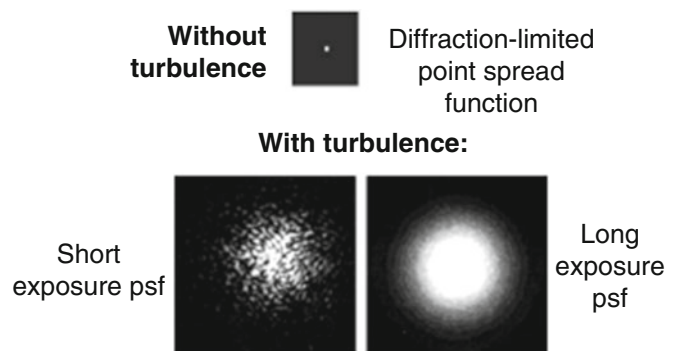 Without
turbulence
Diffraction-limited
point spread
function
With turbulence:
Short
exposure psf
Long
exposure
psf